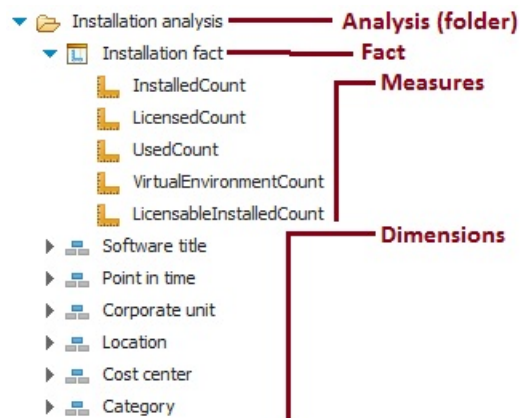 Installation analysis Analysis (folder)
Installation fact Fact
InstalledCount Measures
LicensedCount
UsedCount
VirtualEnvironmentCount
LicensableInstalledCount
Software title Dimensions
Point in time
Corporate unit
Location
Cost center
Category